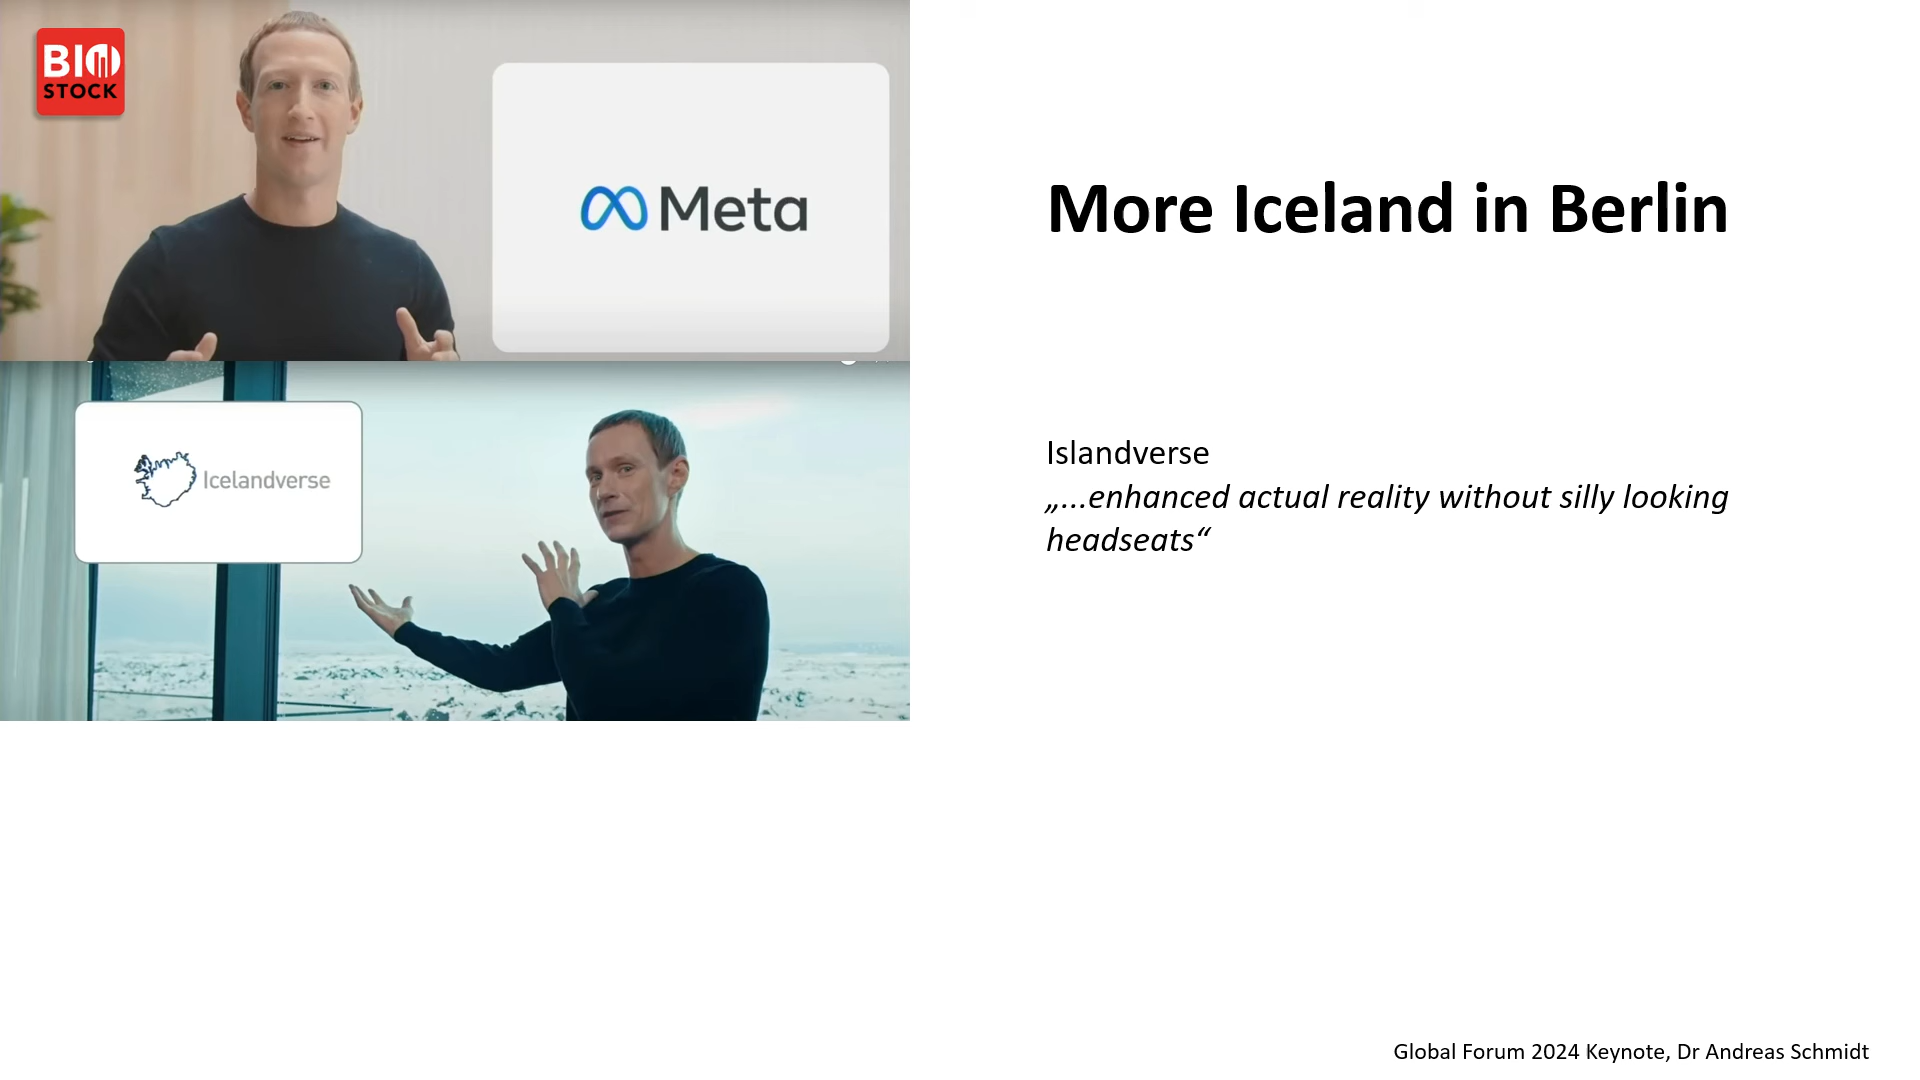 BIO
STOCK
Meta
Icelandverse
More Iceland in Berlin
Islandverse
„...enhanced actual reality without silly looking
headseats“
Global Forum 2024 Keynote, Dr Andreas Schmidt